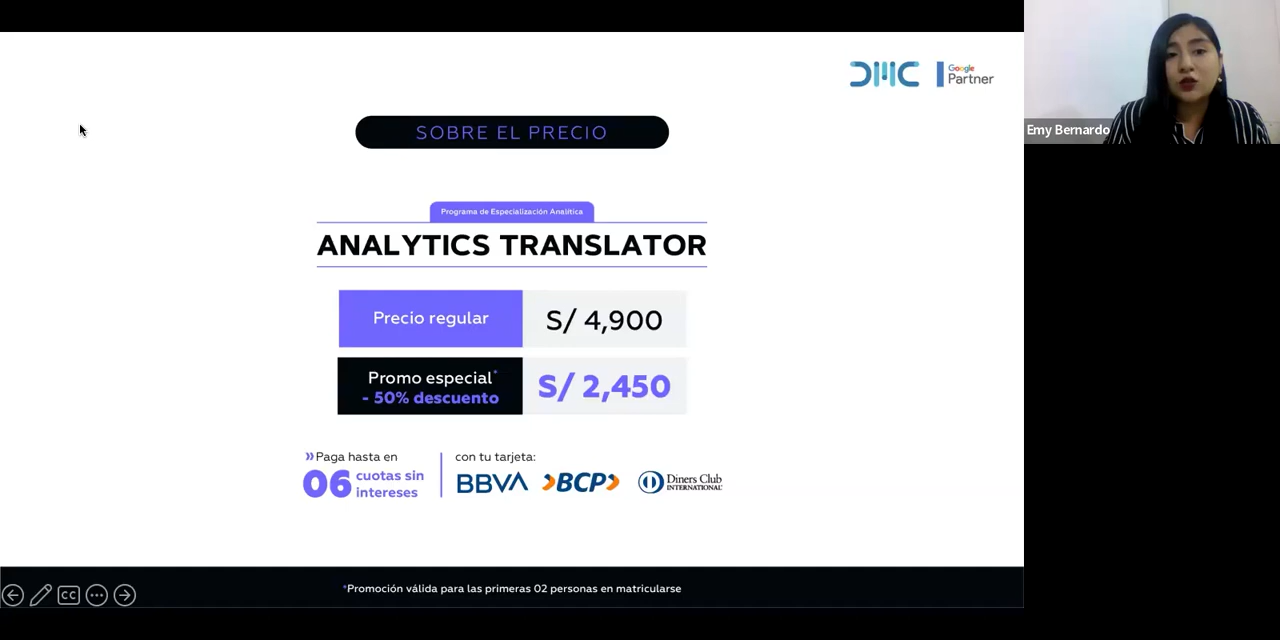 DMC
Google
Partner
Emy Bernardo
SOBRE EL PRECIO
Programa de Especialización Analítica
ANALYTICS TRANSLATOR
Precio regular
S/ 4,900
Promo especial*
- 50% descuento
S/ 2,450
»Paga hasta en
06 cuotas sin
intereses
con tu tarjeta:
BBVA
BCP
Diners Club
INTERNATIONAL
CC
*Promoción válida para las primeras 02 personas en matricularse